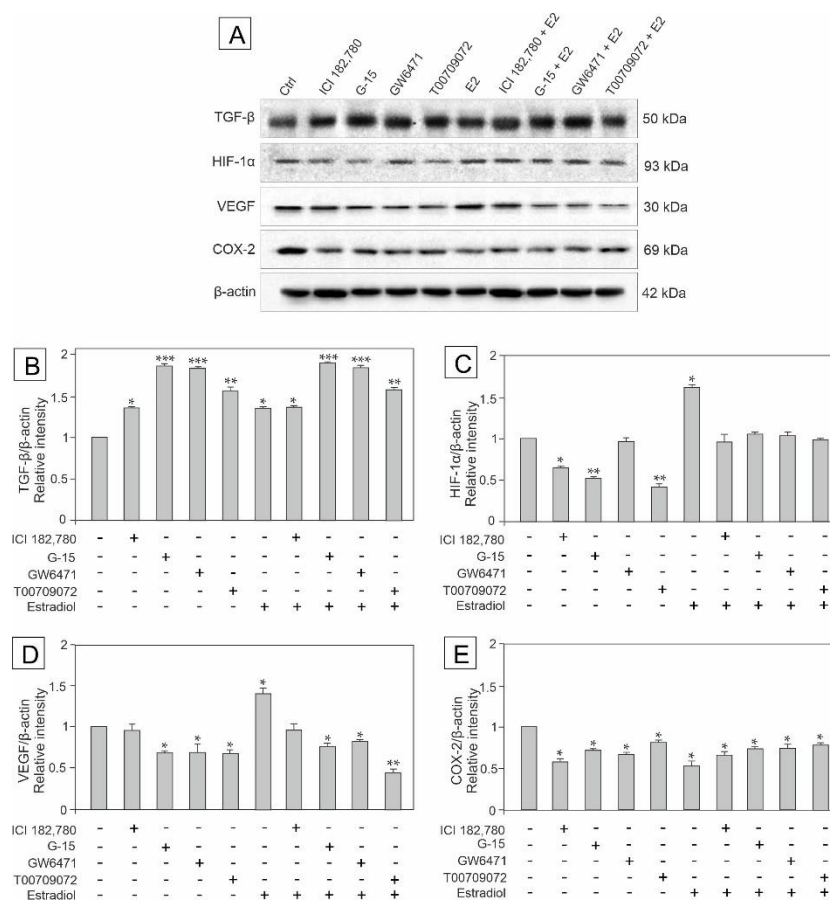 A
Ctrl
ICI 182,780
G-15
GW6471
T00709072
E2
ICI 182,780 + E2
G-15 + E2
GW6471 + E2
T00709072 + E2
TGF-β 50 kDa
HIF-1α 93 kDa
VEGF 30 kDa
COX-2 69 kDa
β-actin 42 kDa
B
TGF-β/β-actin
Relative intensity
2
1.5
1
0.5
0
* *** *** ** * * *** *** **
ICI 182,780 - + - - - - + - - -
G-15 - - + - - - - + - -
GW6471 - - - + - - - - + -
T00709072 - - - - + - - - - +
Estradiol - - - - - + + + + +
C
HIF-1α/β-actin
Relative intensity
2
1.5
1
0.5
0
* ** ** *
ICI 182,780 - + - - - - + - - -
G-15 - - + - - - - + - -
GW6471 - - - + - - - - + -
T00709072 - - - - + - - - - +
Estradiol - - - - - + + + + +
D
VEGF/β-actin
Relative intensity
2
1.5
1
0.5
0
* * * * * * **
ICI 182,780 - + - - - - + - - -
G-15 - - + - - - - + - -
GW6471 - - - + - - - - + -
T00709072 - - - - + - - - - +
Estradiol - - - - - + + + + +
E
COX-2/β-actin
Relative intensity
2
1.5
1
0.5
0
* * * * * * * * *
ICI 182,780 - + - - - - + - - -
G-15 - - + - - - - + - -
GW6471 - - - + - - - - + -
T00709072 - - - - + - - - - +
Estradiol - - - - - + + + + +